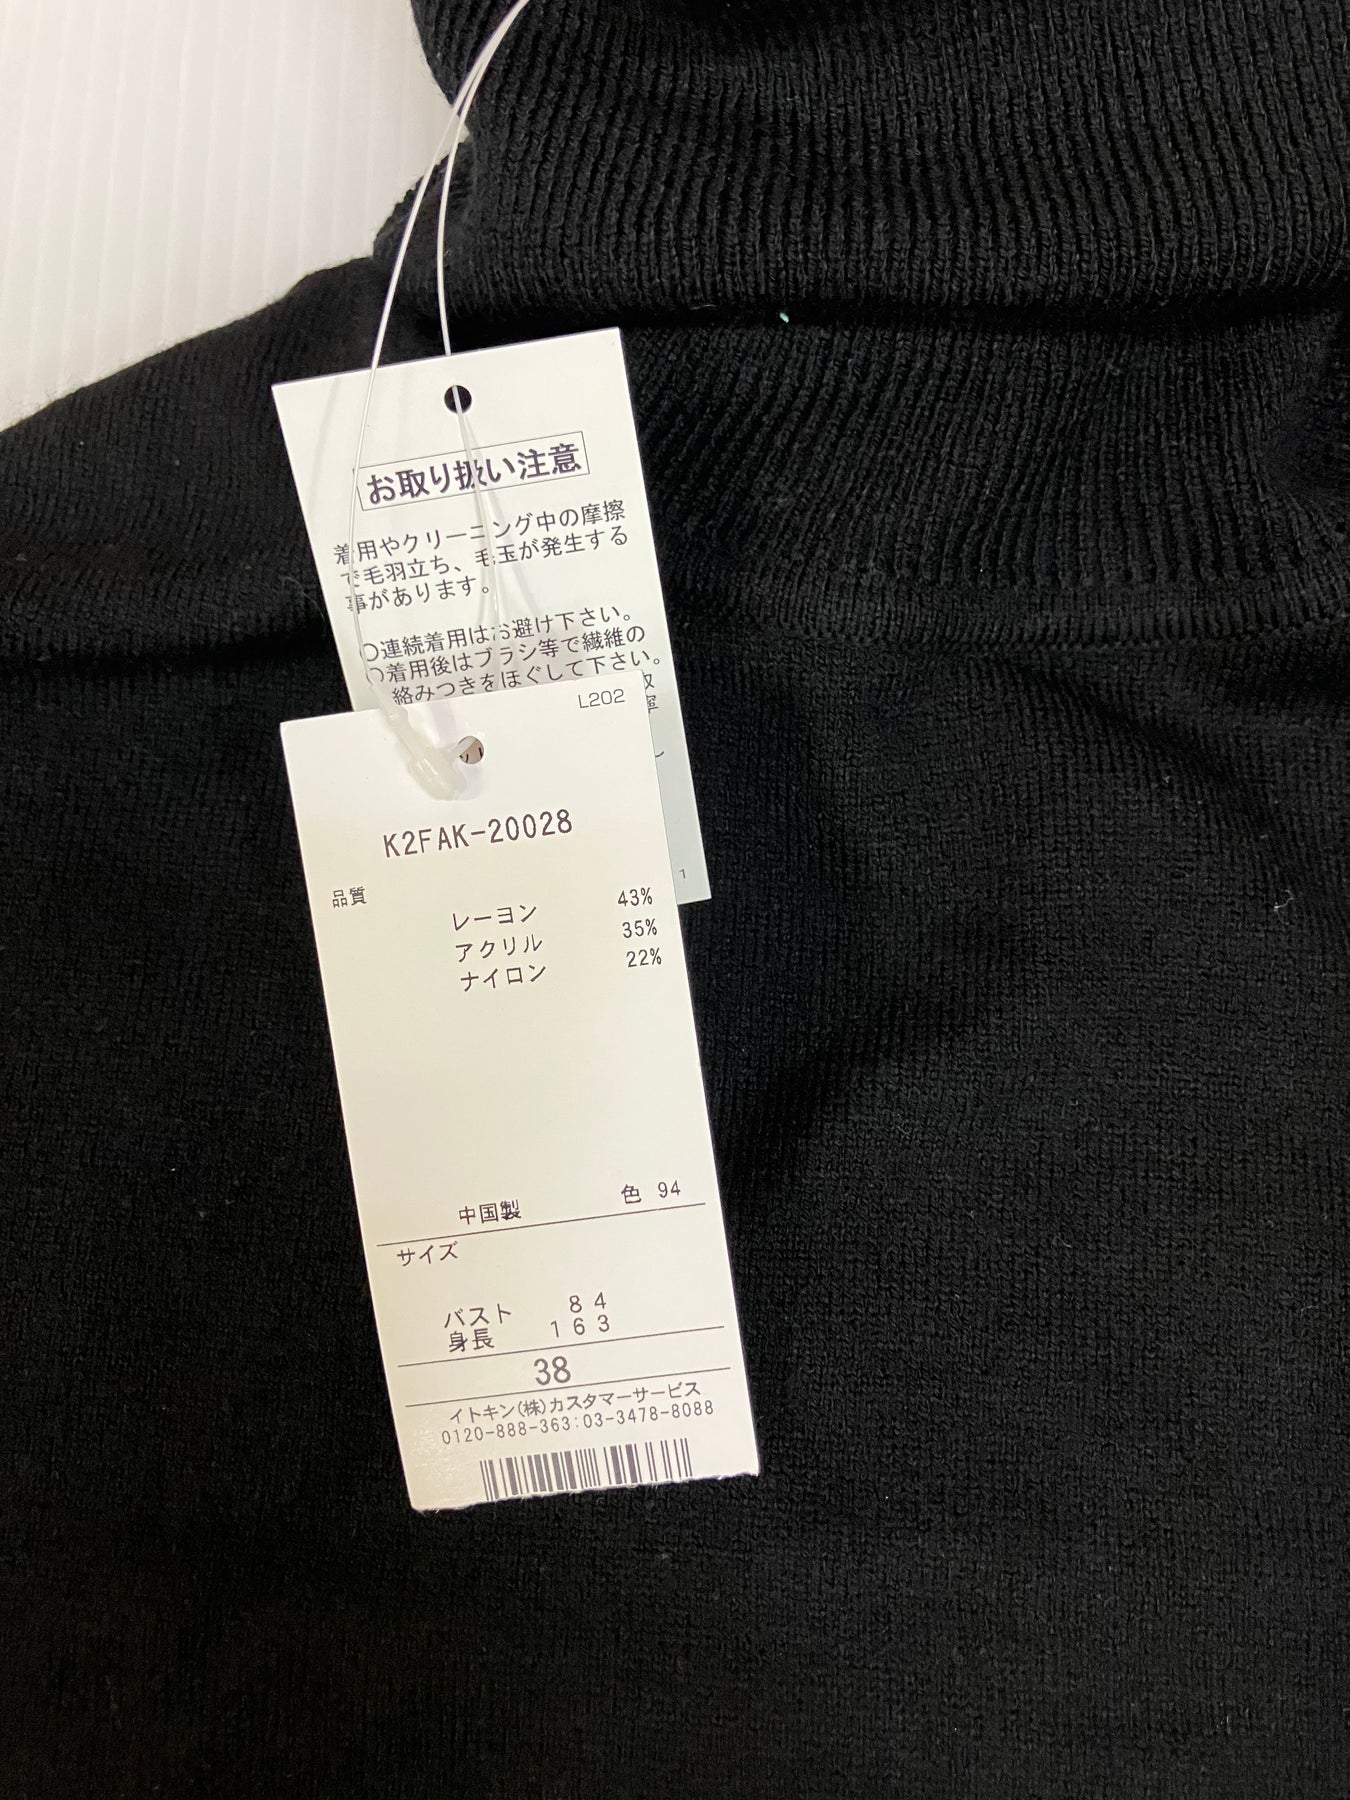 お取り扱い注意
着用やクリーニング中の摩擦
で毛羽立ち、毛玉が発生する
事があります。
〇連続着用はお避け下さい。
〇着用後はブラシ等で繊維の
絡みつきをほぐして下さい。
取
寧
し
1
L202
K2FAK-20028
品質
レーヨン 43%
アクリル 35%
ナイロン 22%
中国製 色 94
サイズ
バスト 84
身長 163
38
イトキン(株)カスタマーサービス
0120-888-363:03-3478-8088